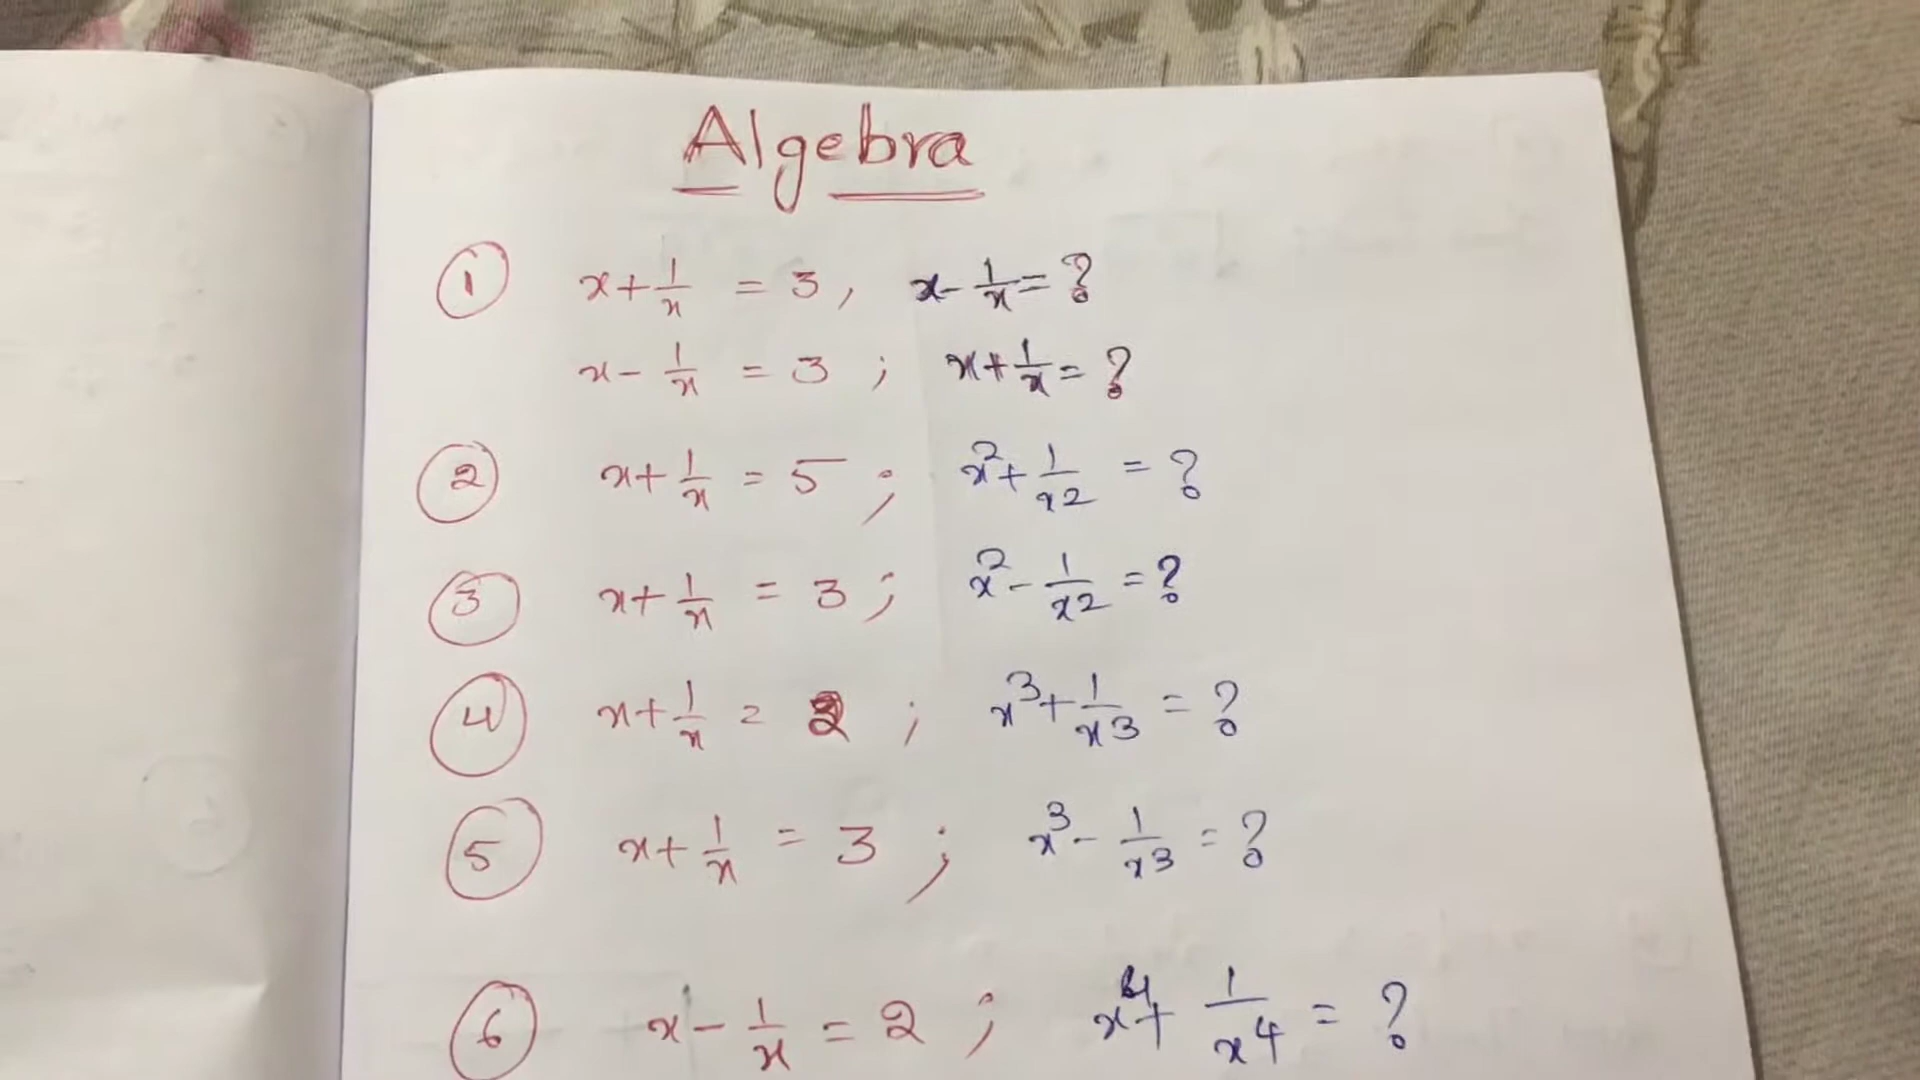 Algebra
① x + 1/x = 3, x - 1/x = ?
x - 1/x = 3 ; x + 1/x = ?
② x + 1/x = 5 ; x² + 1/x2 = ?
③ x + 1/x = 3 ; x² - 1/x2 = ?
④ x + 1/x = 2 ; x³ + 1/x3 = ?
⑤ x + 1/x = 3 ; x³ - 1/x3 = ?
⑥ x - 1/x = 2 ; x⁴ + 1/x4 = ?